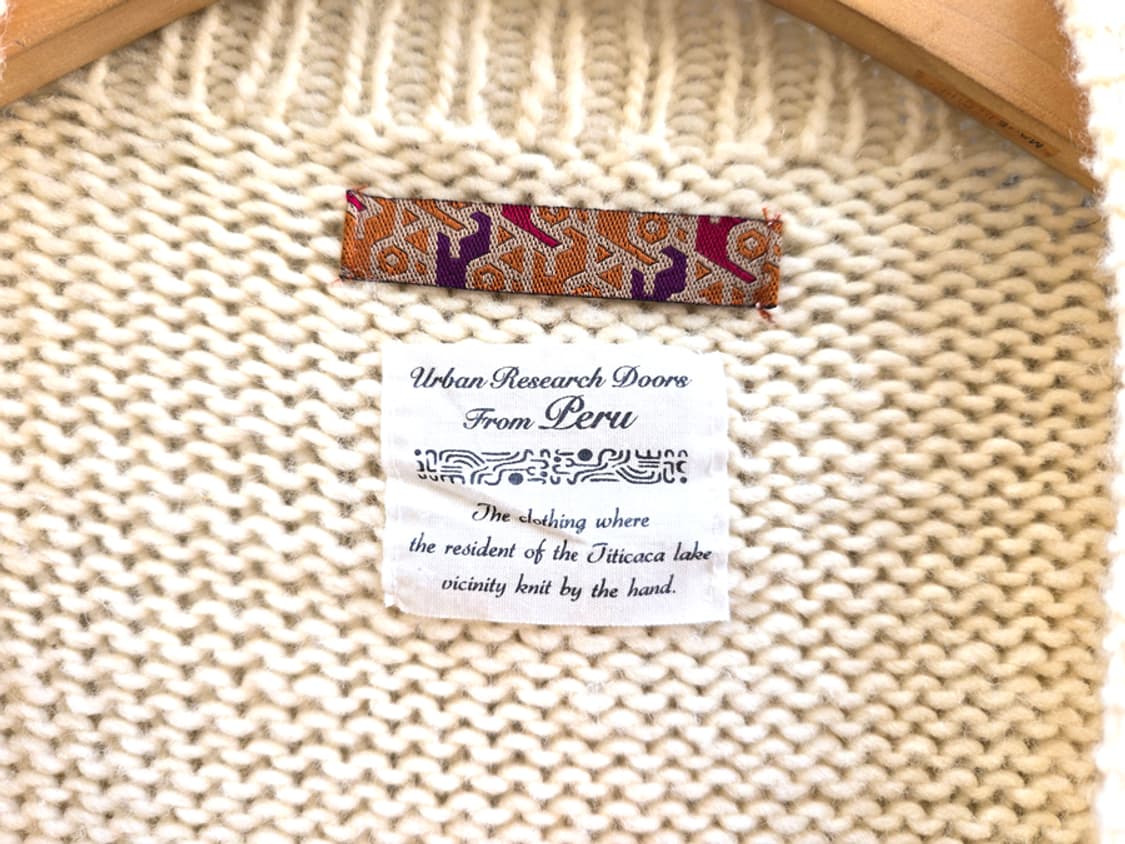 Urban Research Doors
From Peru
The clothing where
the resident of the Titicaca lake
vicinity knit by the hand.